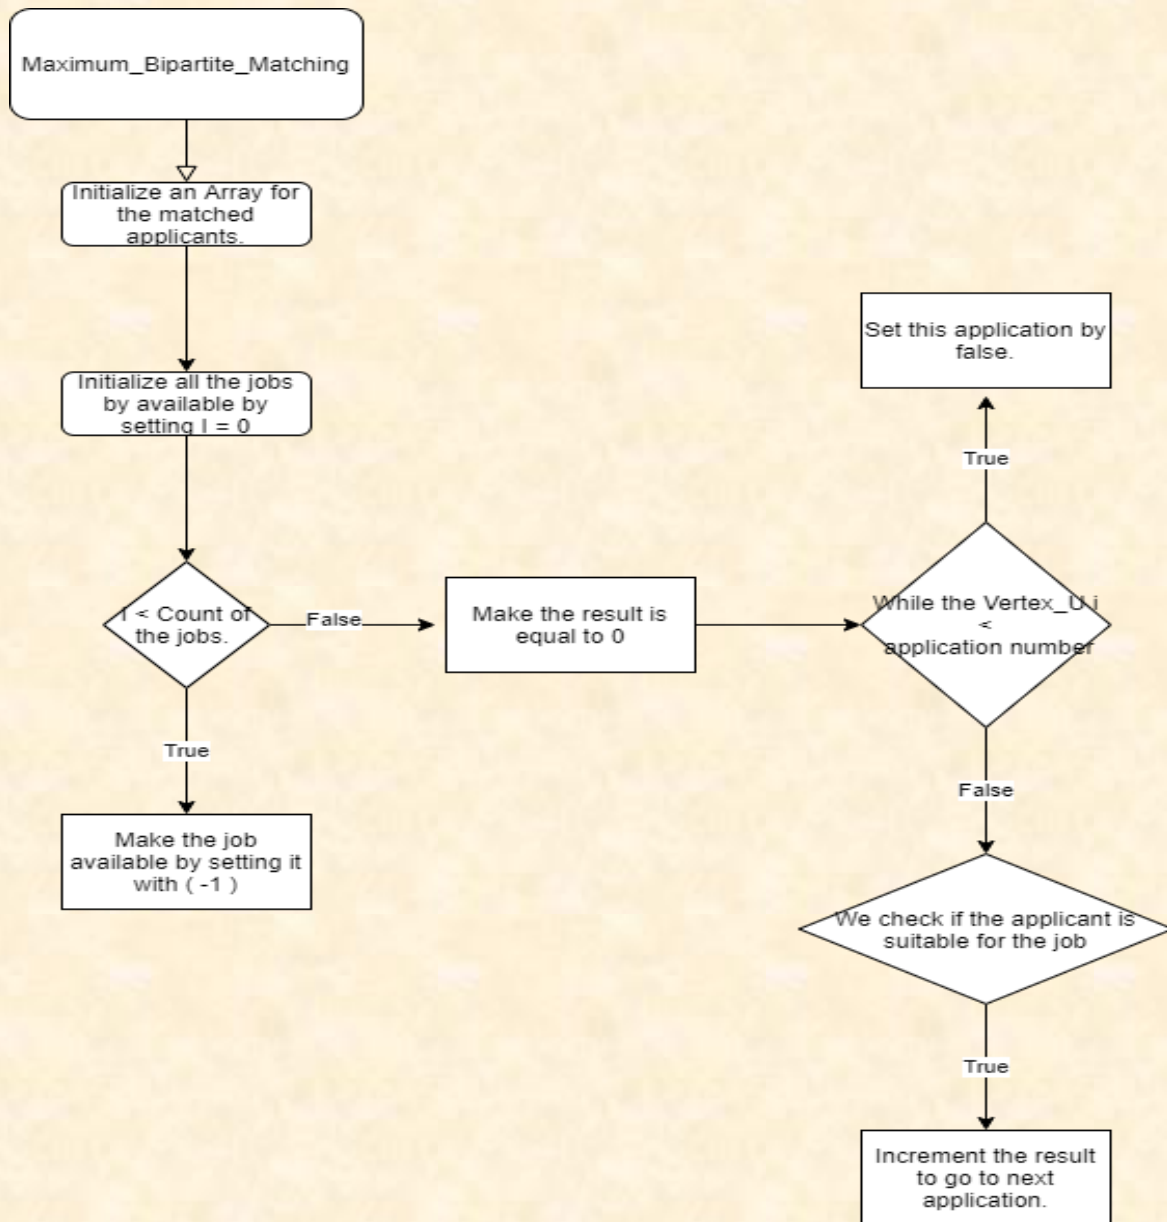 Maximum_Bipartite_Matching
Initialize an Array for
the matched
applicants.
Initialize all the jobs
by available by
setting I = 0
I < Count of
the jobs.
False
Make the result is
equal to 0
True
Make the job
available by setting it
with ( -1 )
While the Vertex_U i
<
application number
True
Set this application by
false.
False
We check if the applicant is
suitable for the job
True
Increment the result
to go to next
application.